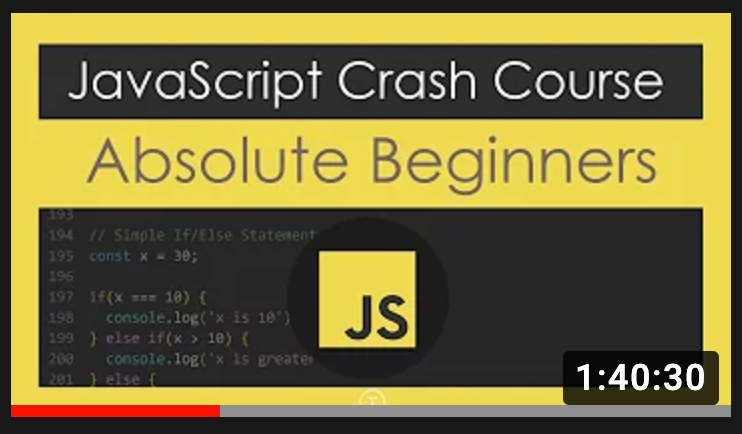 JavaScript Crash Course
Absolute Beginners
193
194 // Simple If/Else Statement
195 const x = 30;
196
197 if(x === 10) {
198 console.log('x is 10')
199 } else if(x > 10) {
200 console.log('x is greater
201 } else {
JS
1:40:30